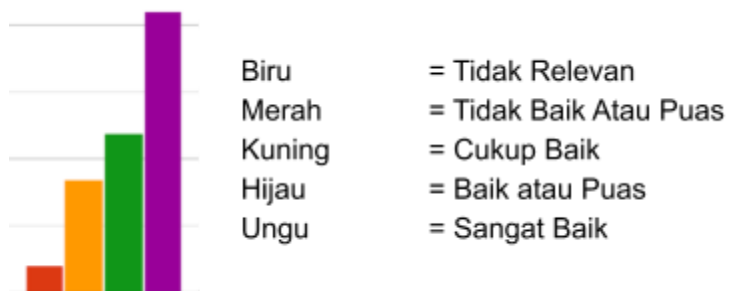 Biru = Tidak Relevan
Merah = Tidak Baik Atau Puas
Kuning = Cukup Baik
Hijau = Baik atau Puas
Ungu = Sangat Baik